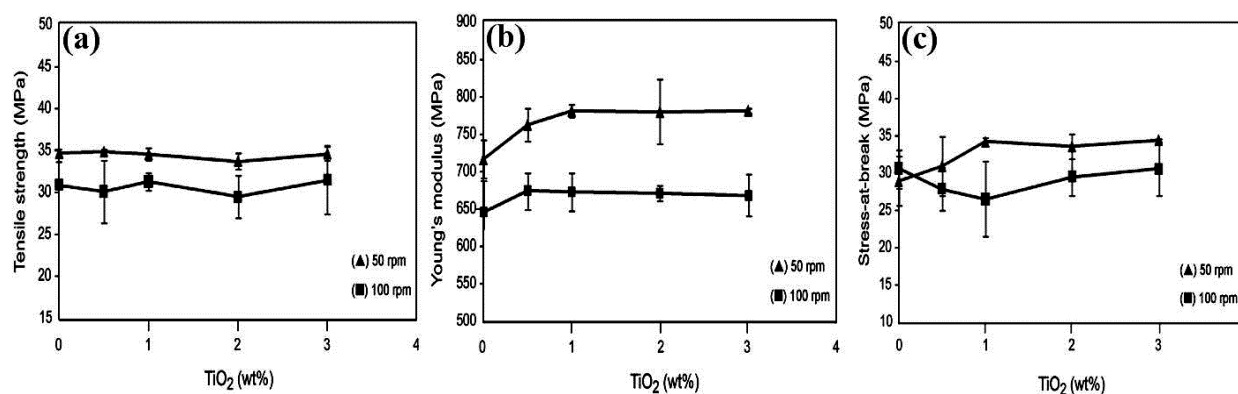 (a)
Tensile strength (MPa)
50
45
40
35
30
25
20
15
0 1 2 3 4
TiO2 (wt%)
(▲) 50 rpm
(■) 100 rpm
(b)
Young's modulus (MPa)
900
850
800
750
700
650
600
550
500
0 1 2 3 4
TiO2 (wt%)
(▲) 50 rpm
(■) 100 rpm
(c)
Stress-at-break (MPa)
50
45
40
35
30
25
20
15
10
0 1 2 3
TiO2 (wt%)
(▲) 50 rpm
(■) 100 rpm